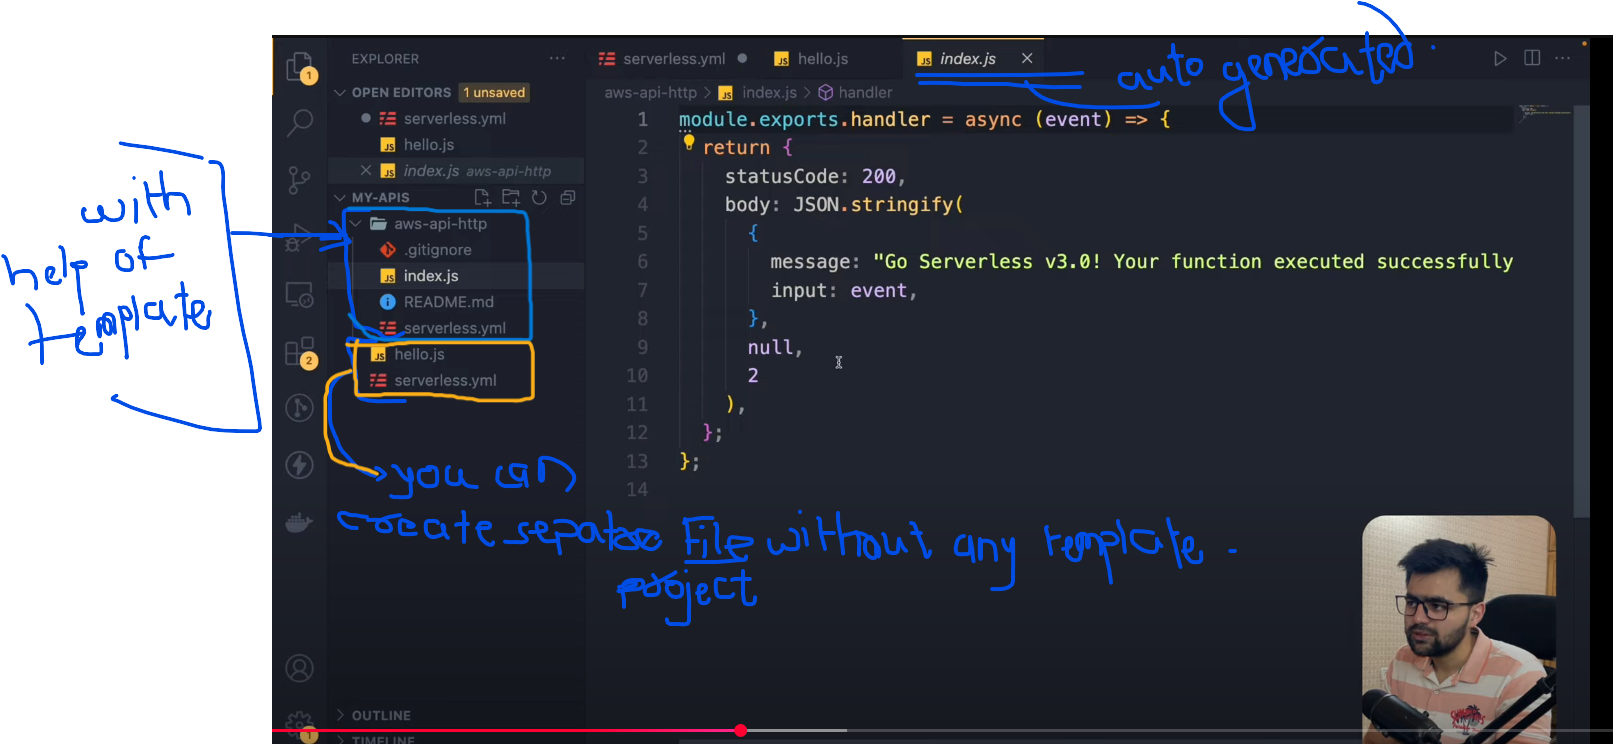 EXPLORER
···
OPEN EDITORS 1 unsaved
serverless.yml
hello.js
index.js aws-api-http
MY-APIS
aws-api-http
.gitignore
index.js
README.md
serverless.yml
hello.js
serverless.yml
OUTLINE
TIMELINE
1
2
1
serverless.yml
hello.js
index.js
aws-api-http > index.js > handler
1 module.exports.handler = async (event) => {
2 return {
3 statusCode: 200,
4 body: JSON.stringify(
5 {
6 message: "Go Serverless v3.0! Your function executed successfully
7 input: event,
8 },
9 null,
10 2
11 ),
12 };
13 };
14
auto generated.
with
help of
template
you can
create separate File without any template.
project